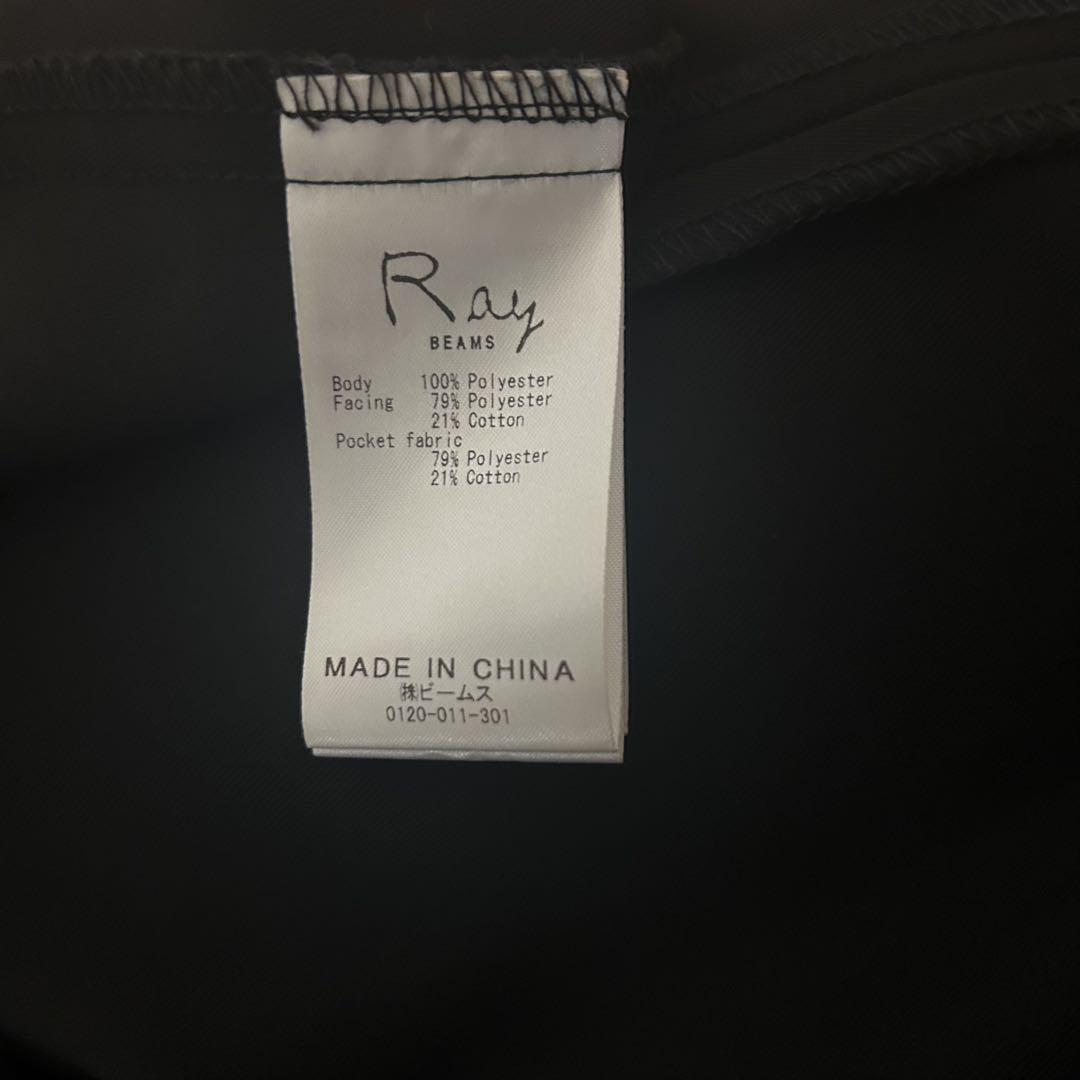 Ray
BEAMS
Body 100% Polyester
Facing 79% Polyester
21% Cotton
Pocket fabric
79% Polyester
21% Cotton
MADE IN CHINA
㈱ビームス
0120-011-301